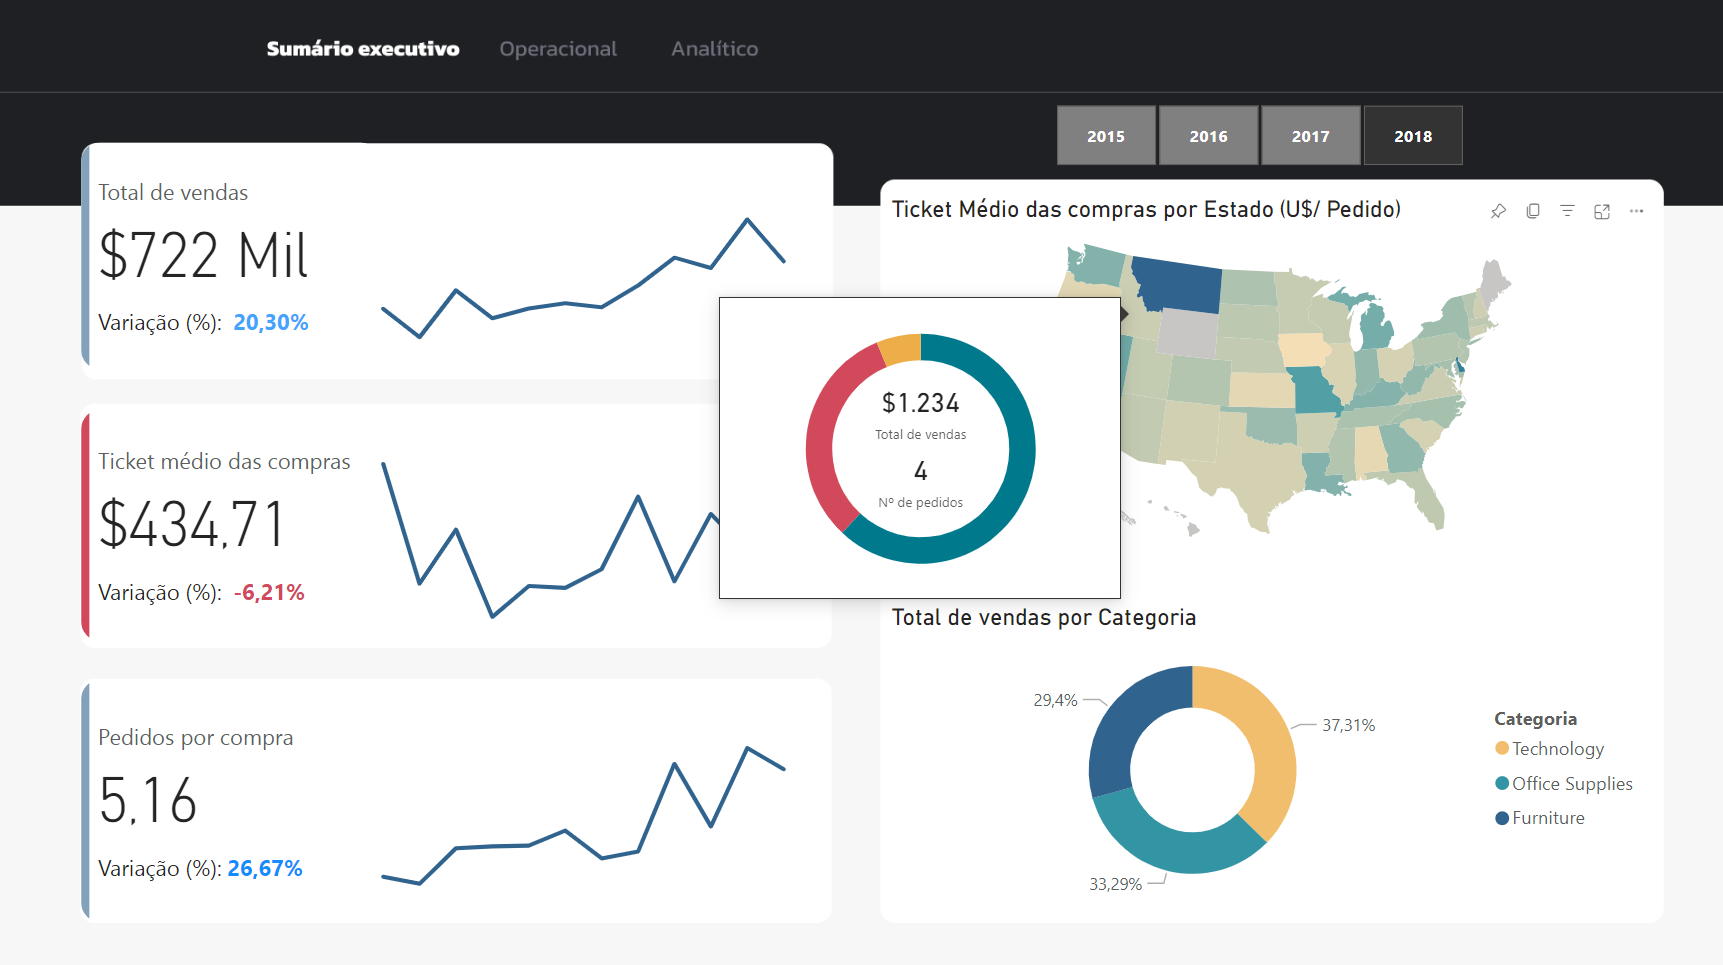 Sumário executivo
Operacional
Analítico
2015
2016
2017
2018
Total de vendas
$722 Mil
Variação (%): 20,30%
Ticket médio das compras
$434,71
Variação (%): -6,21%
Pedidos por compra
5,16
Variação (%): 26,67%
Ticket Médio das compras por Estado (U$/ Pedido)
$1.234
Total de vendas
4
Nº de pedidos
Total de vendas por Categoria
29,4%
37,31%
33,29%
Categoria
Technology
Office Supplies
Furniture